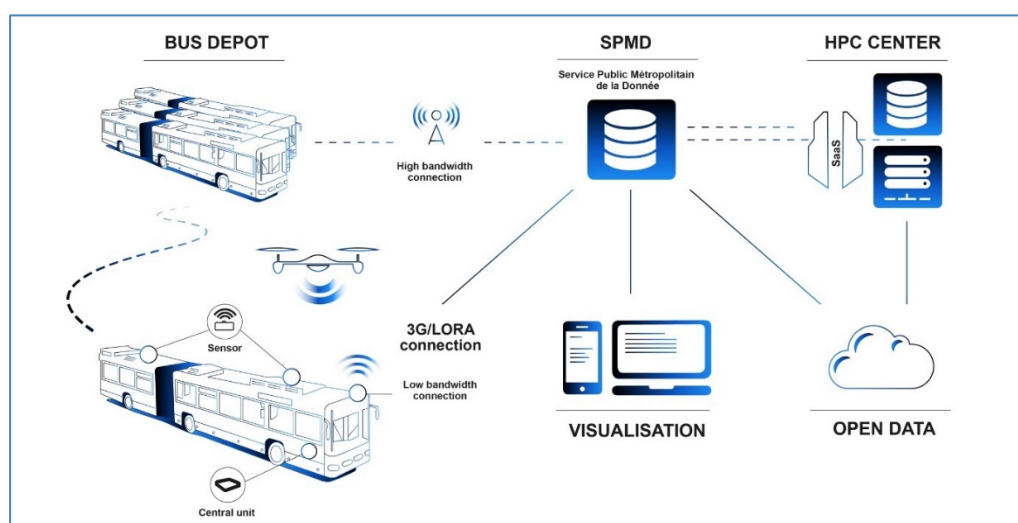 BUS DEPOT
SPMD
HPC CENTER
Service Public Métropolitain
de la Donnée
SaaS
High bandwidth
connection
Sensor
3G/LORA
connection
Low bandwidth
connection
VISUALISATION
OPEN DATA
Central unit